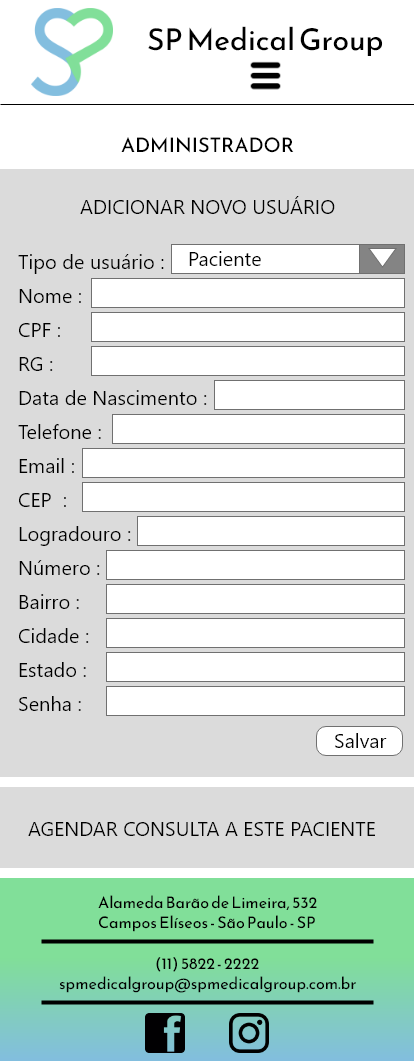 SP Medical Group
ADMINISTRADOR
ADICIONAR NOVO USUÁRIO
Tipo de usuário : Paciente
Nome :
CPF :
RG :
Data de Nascimento :
Telefone :
Email :
CEP :
Logradouro :
Número :
Bairro :
Cidade :
Estado :
Senha :
Salvar
AGENDAR CONSULTA A ESTE PACIENTE
Alameda Barão de Limeira, 532
Campos Elíseos - São Paulo - SP
(11) 5822 - 2222
spmedicalgroup@spmedicalgroup.com.br